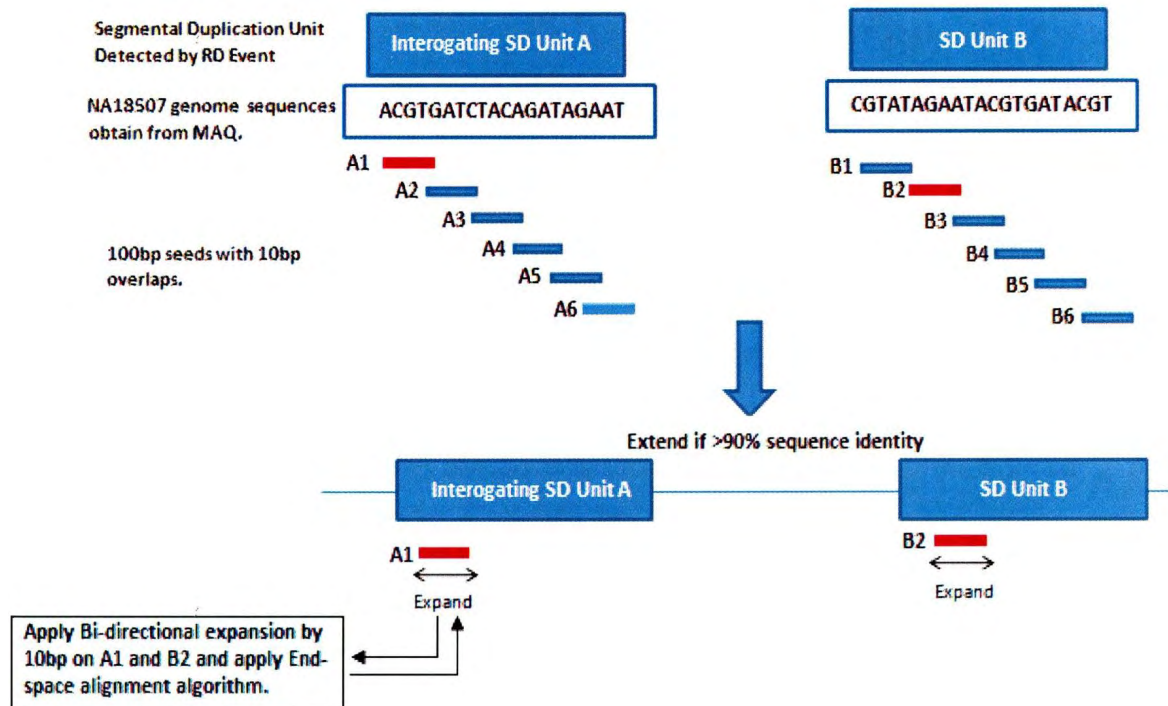 Segmental Duplication Unit
Detected by RD Event
Interogating SD Unit A
SD Unit B
NA18507 genome sequences
obtain from MAQ.
ACGTGATCTACAGATAGAAT
CGTATAGAATACGTGATACGT
A1
A2
A3
A4
A5
A6
B1
B2
B3
B4
B5
B6
100bp seeds with 10bp
overlaps.
Extend if >90% sequence identity
Interogating SD Unit A
SD Unit B
A1
B2
Expand
Expand
Apply Bi-directional expansion by
10bp on A1 and B2 and apply End-
space alignment algorithm.